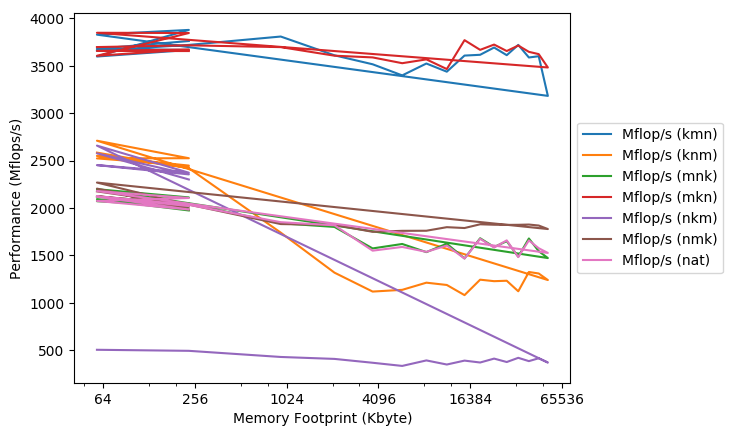 4000
3500
3000
2500
2000
1500
1000
500
Performance (Mflops/s)
64
256
1024
4096
16384
65536
Memory Footprint (Kbyte)
Mflop/s (kmn)
Mflop/s (knm)
Mflop/s (mnk)
Mflop/s (mkn)
Mflop/s (nkm)
Mflop/s (nmk)
Mflop/s (nat)